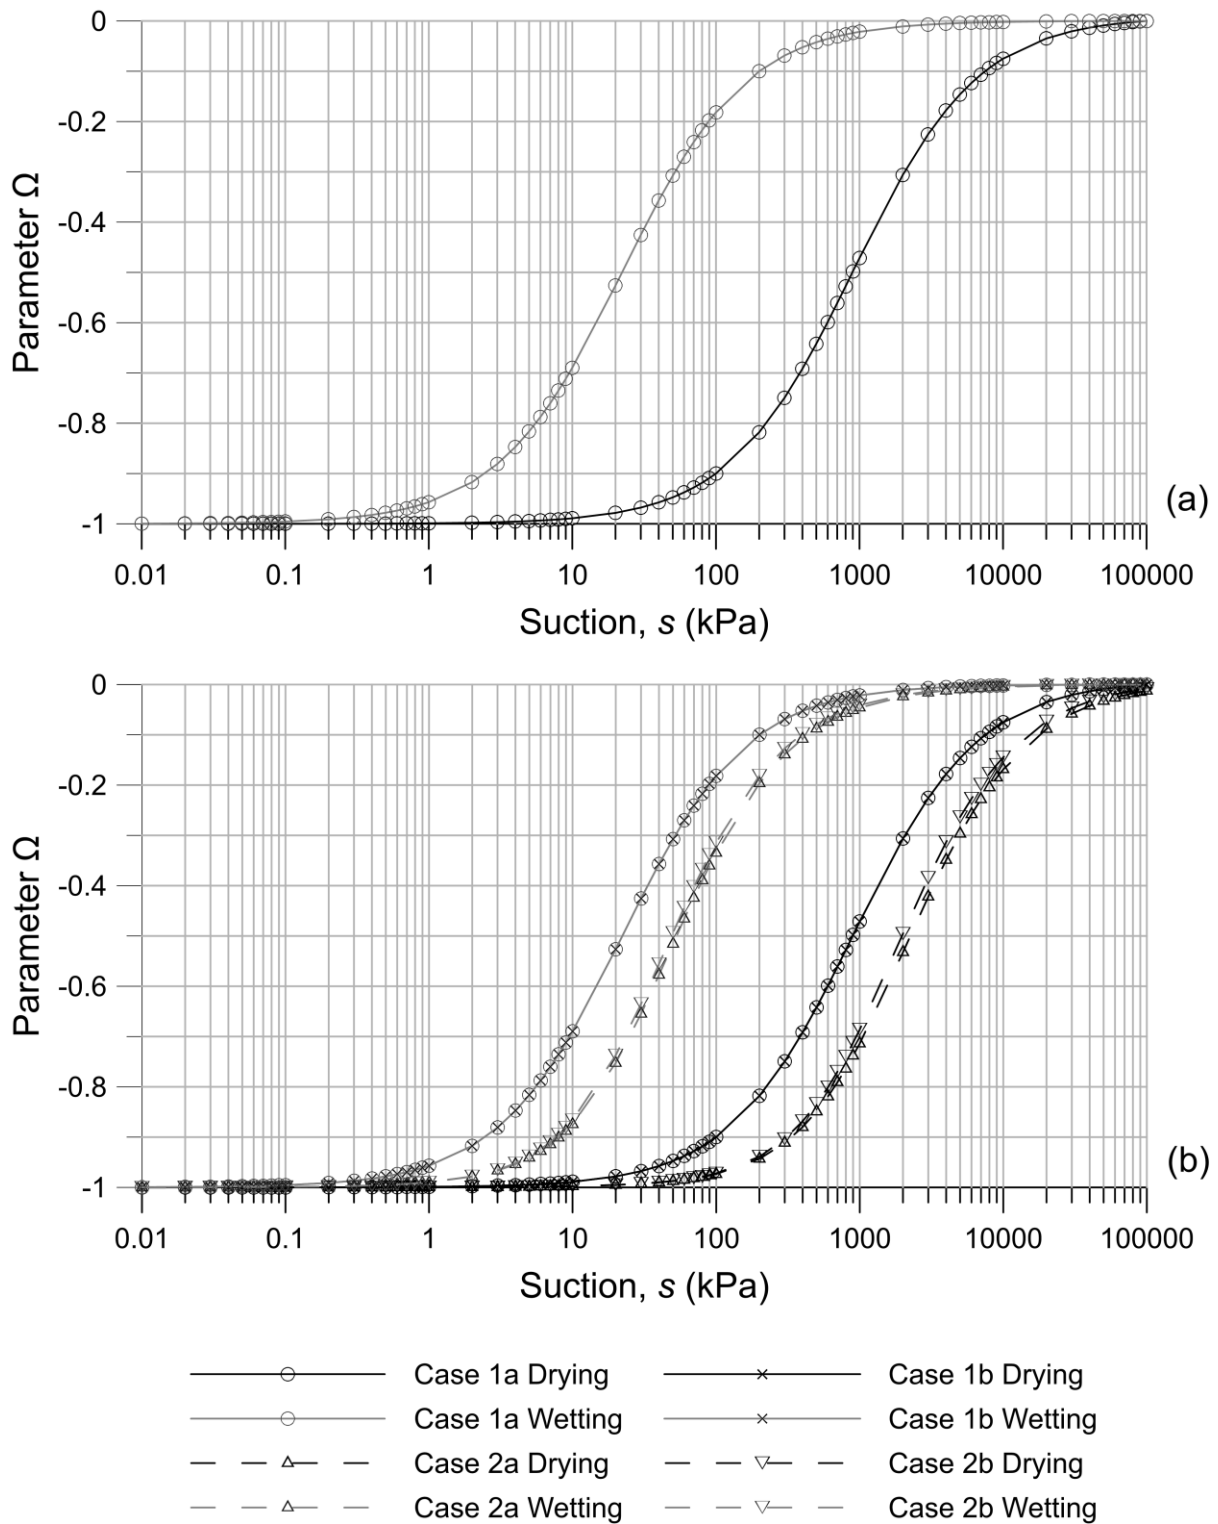 0
-0.2
-0.4
-0.6
-0.8
-1
Parameter Ω
(a)
0.01 0.1 1 10 100 1000 10000 100000
Suction, s (kPa)
0
-0.2
-0.4
-0.6
-0.8
-1
Parameter Ω
(b)
0.01 0.1 1 10 100 1000 10000 100000
Suction, s (kPa)
Case 1a Drying Case 1b Drying
Case 1a Wetting Case 1b Wetting
Case 2a Drying Case 2b Drying
Case 2a Wetting Case 2b Wetting